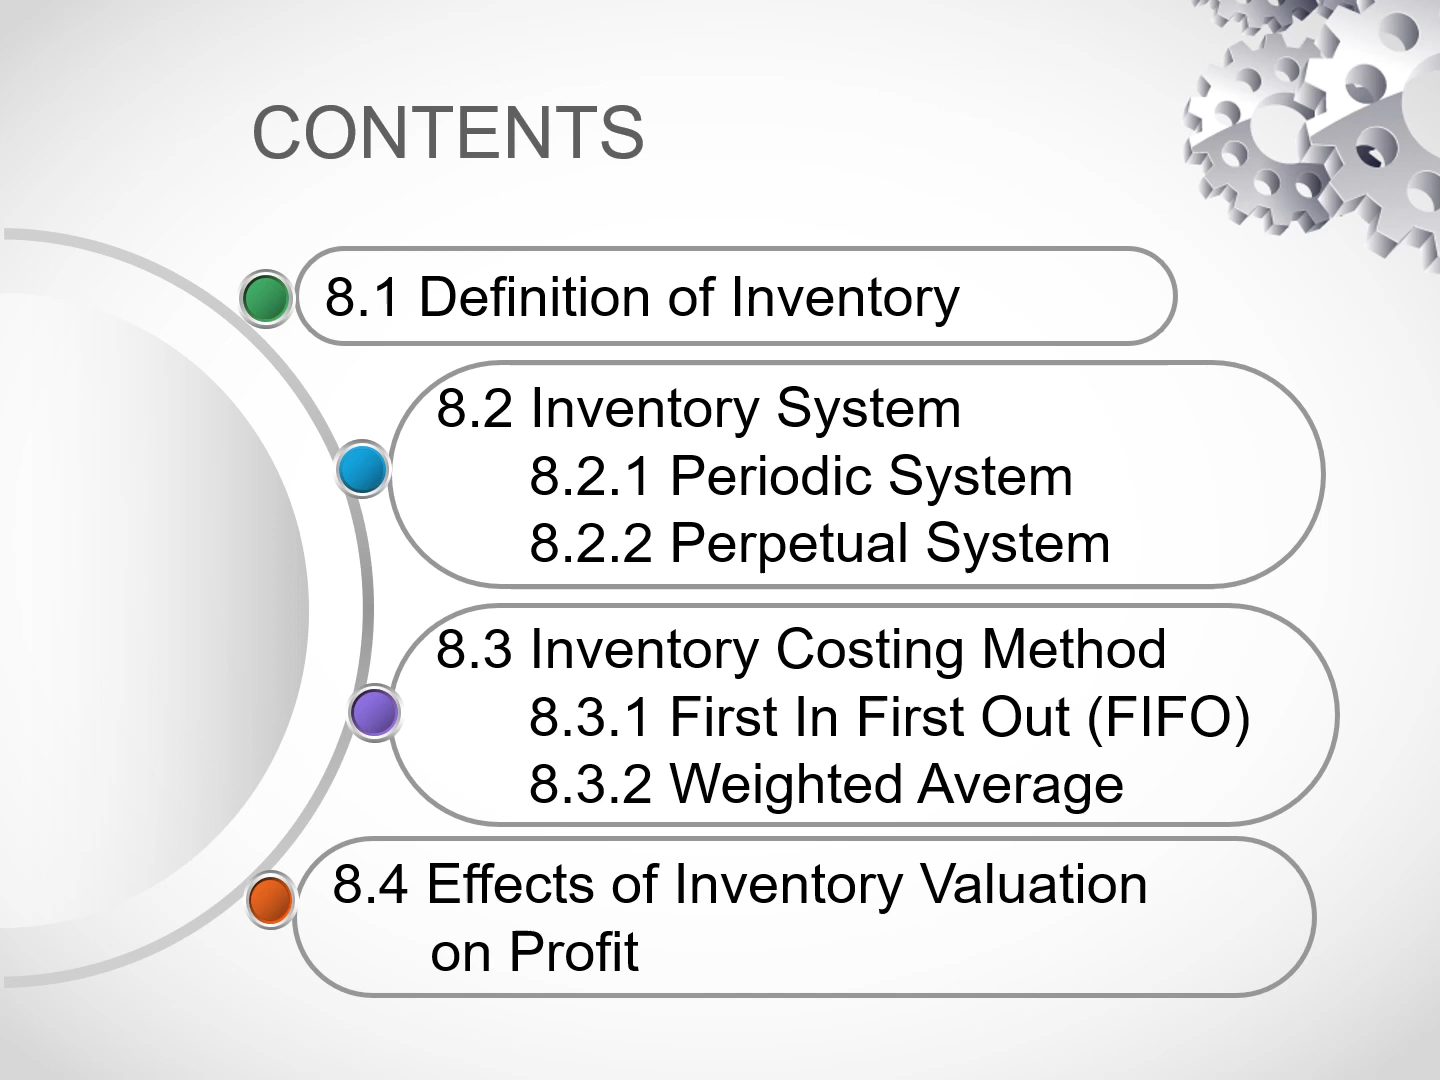 CONTENTS
8.1 Definition of Inventory
8.2 Inventory System
8.2.1 Periodic System
8.2.2 Perpetual System
8.3 Inventory Costing Method
8.3.1 First In First Out (FIFO)
8.3.2 Weighted Average
8.4 Effects of Inventory Valuation
on Profit